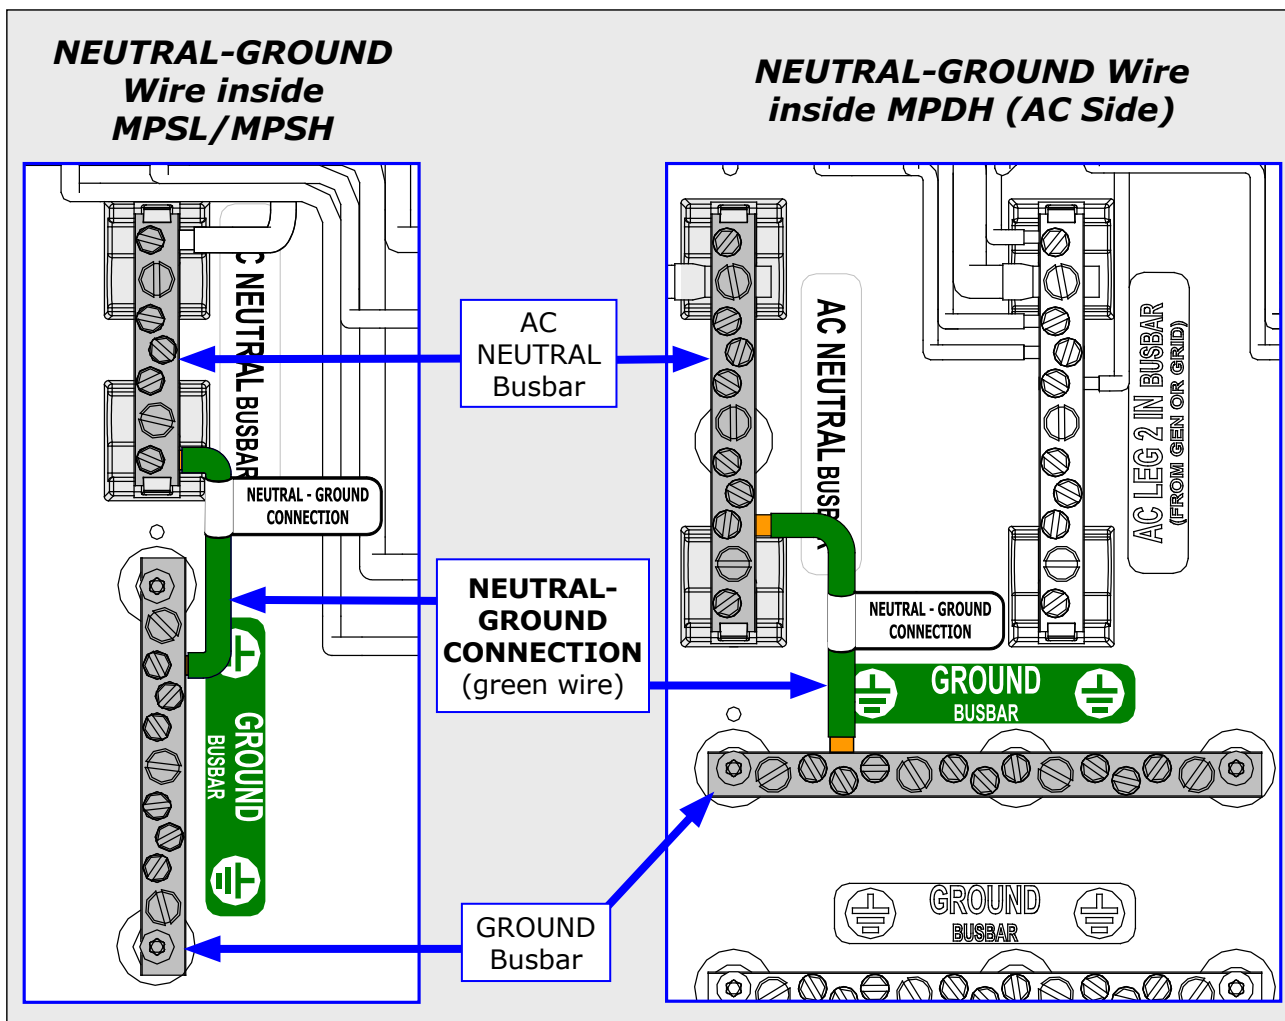 NEUTRAL-GROUND
Wire inside
MPSL/MPSH
NEUTRAL-GROUND Wire
inside MPDH (AC Side)
C NEUTRAL BUSBAR
NEUTRAL - GROUND
CONNECTION
GROUND
BUSBAR
AC
NEUTRAL
Busbar
NEUTRAL-
GROUND
CONNECTION
(green wire)
GROUND
Busbar
AC NEUTRAL BUSBAR
AC LEG 2 IN BUSBAR
(FROM GEN OR GRID)
NEUTRAL - GROUND
CONNECTION
GROUND
BUSBAR
GROUND
BUSBAR